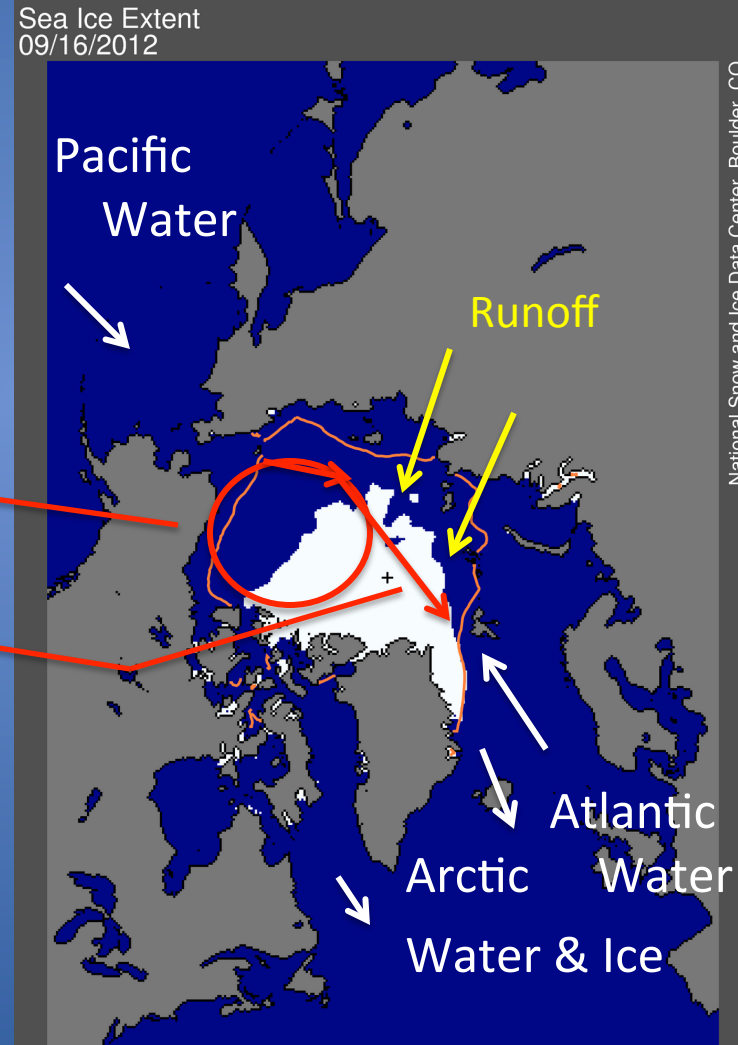 Sea Ice Extent
09/16/2012
National Snow and Ice Data Center, Boulder, CO
Pacific
Water
Runoff
Atlantic
Water
Arctic
Water & Ice